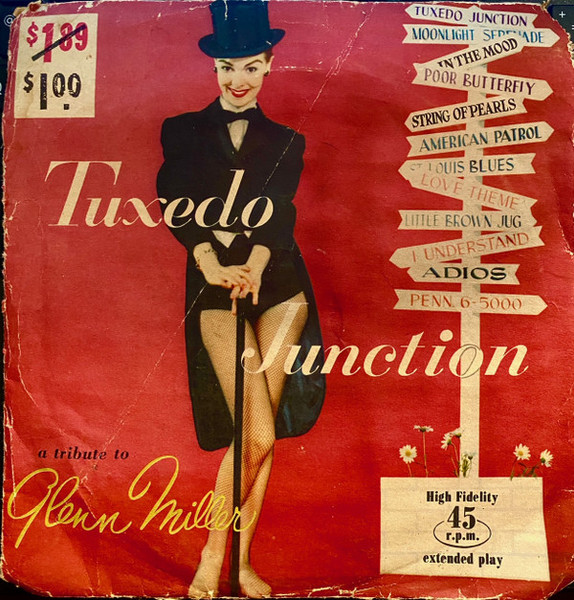 $1.89
$1.00
TUXEDO JUNCTION
MOONLIGHT SERENADE
IN THE MOOD
POOR BUTTERFLY
STRING OF PEARLS
AMERICAN PATROL
ST. LOUIS BLUES
LOVE THEME
LITTLE BROWN JUG
I UNDERSTAND
ADIOS
PENN. 6-5000
Tuxedo
Junction
a tribute to
Glenn Miller
High Fidelity
45
r.p.m.
extended play